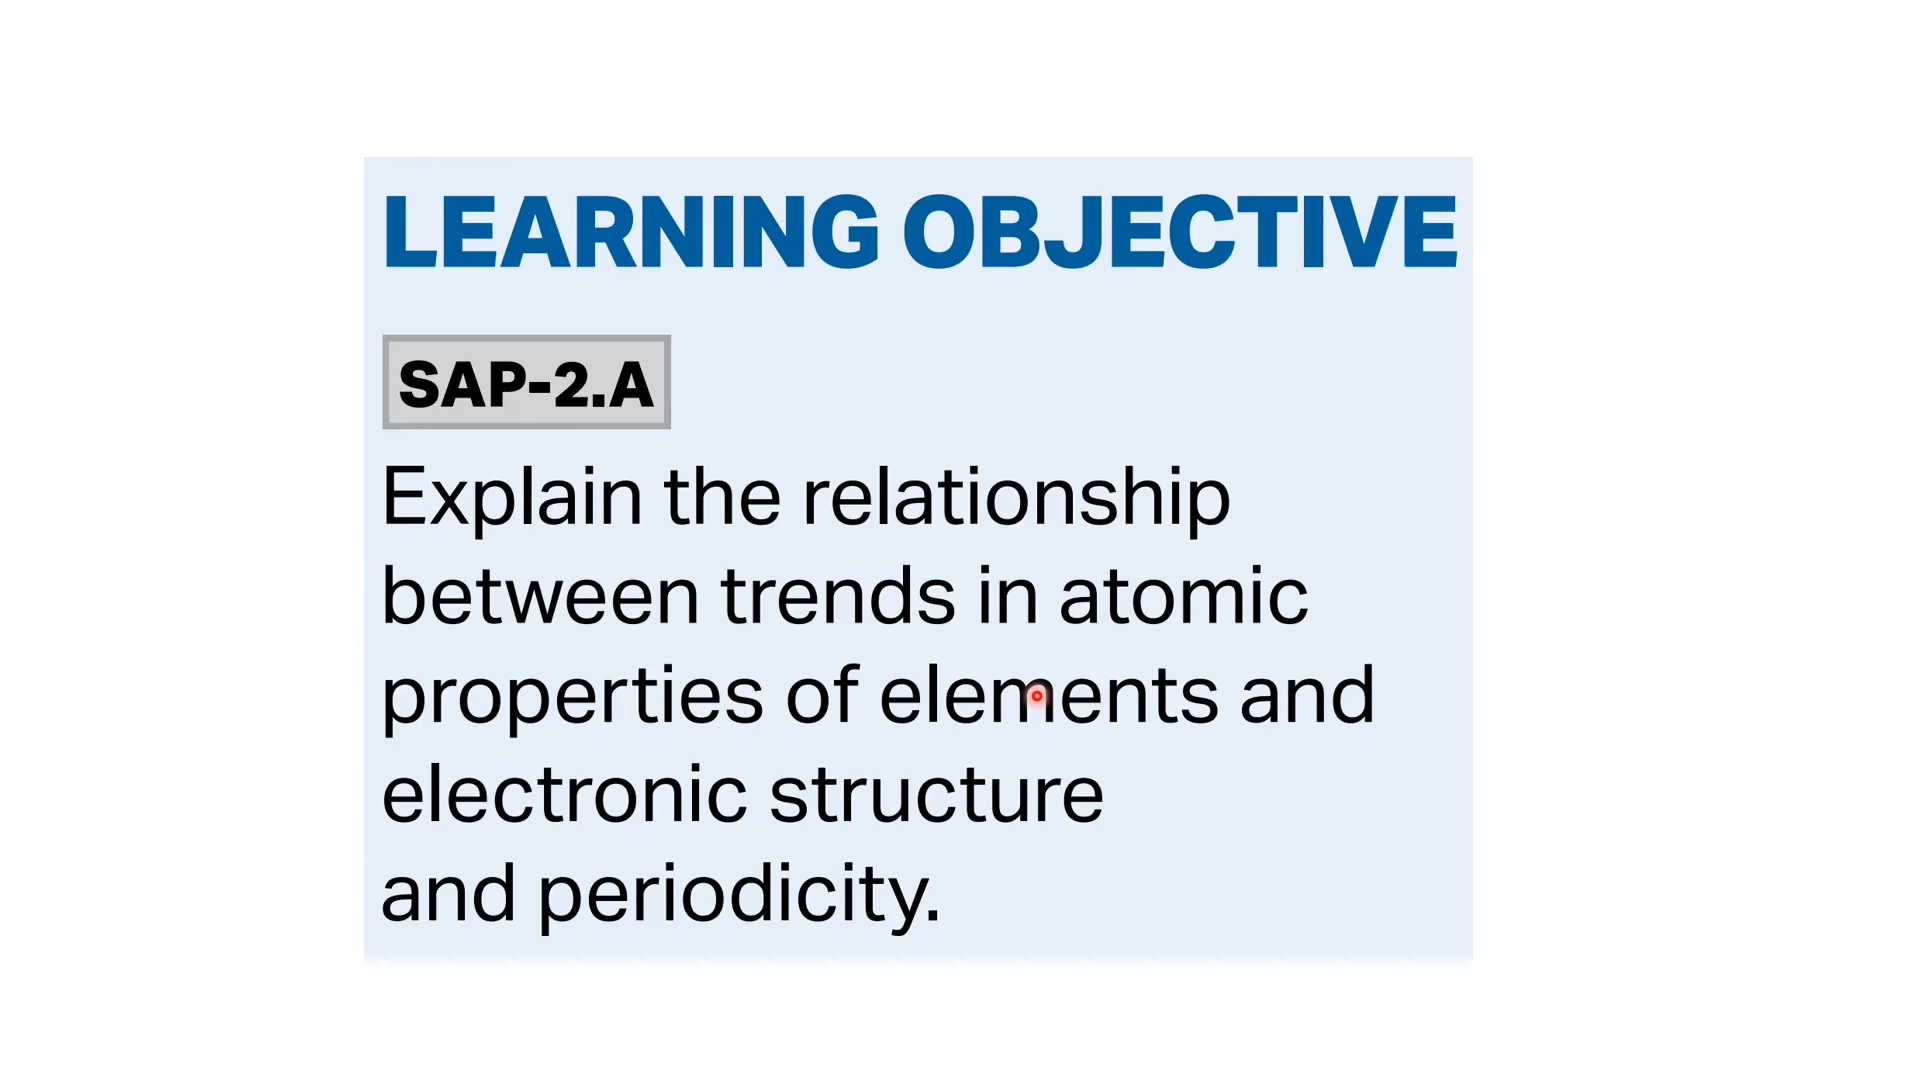 LEARNING OBJECTIVE
SAP-2.A
Explain the relationship
between trends in atomic
properties of elements and
electronic structure
and periodicity.